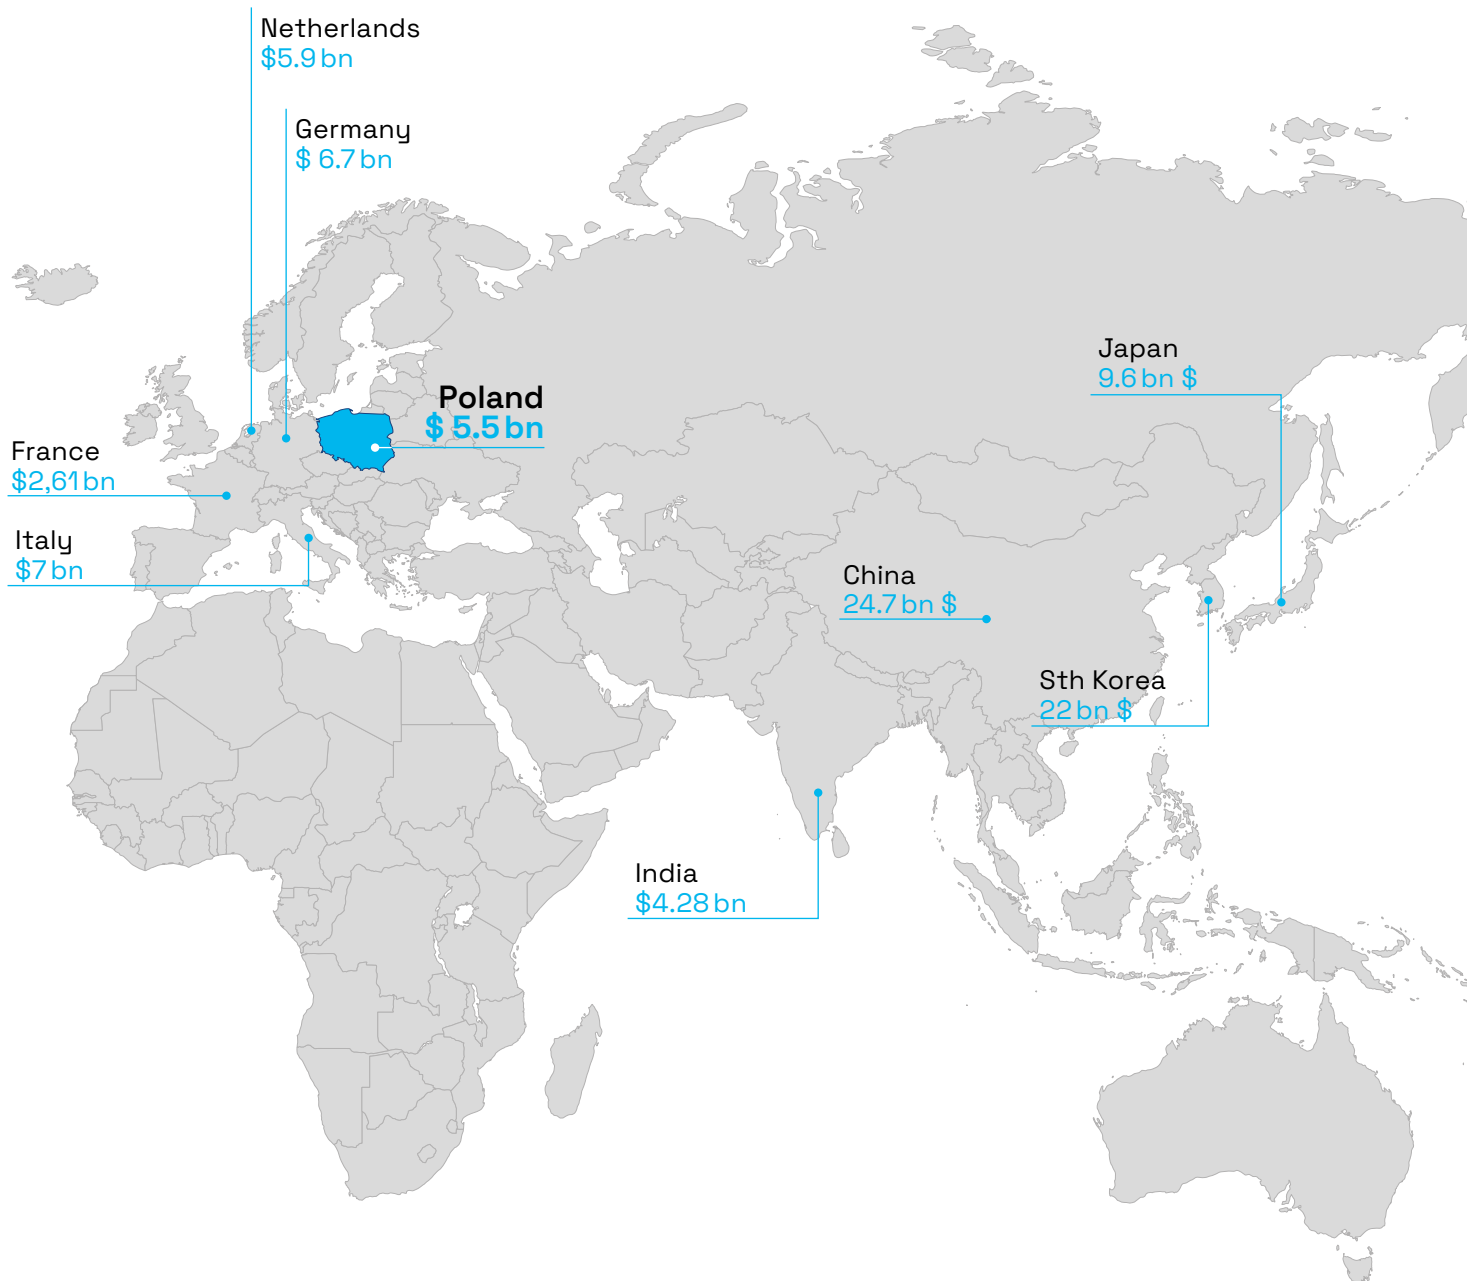 Netherlands
$5.9 bn
Germany
$ 6.7 bn
Japan
9.6 bn $
Poland
$ 5.5 bn
France
$2,61 bn
Italy
$7 bn
China
24.7 bn $
Sth Korea
22 bn $
India
$4.28 bn